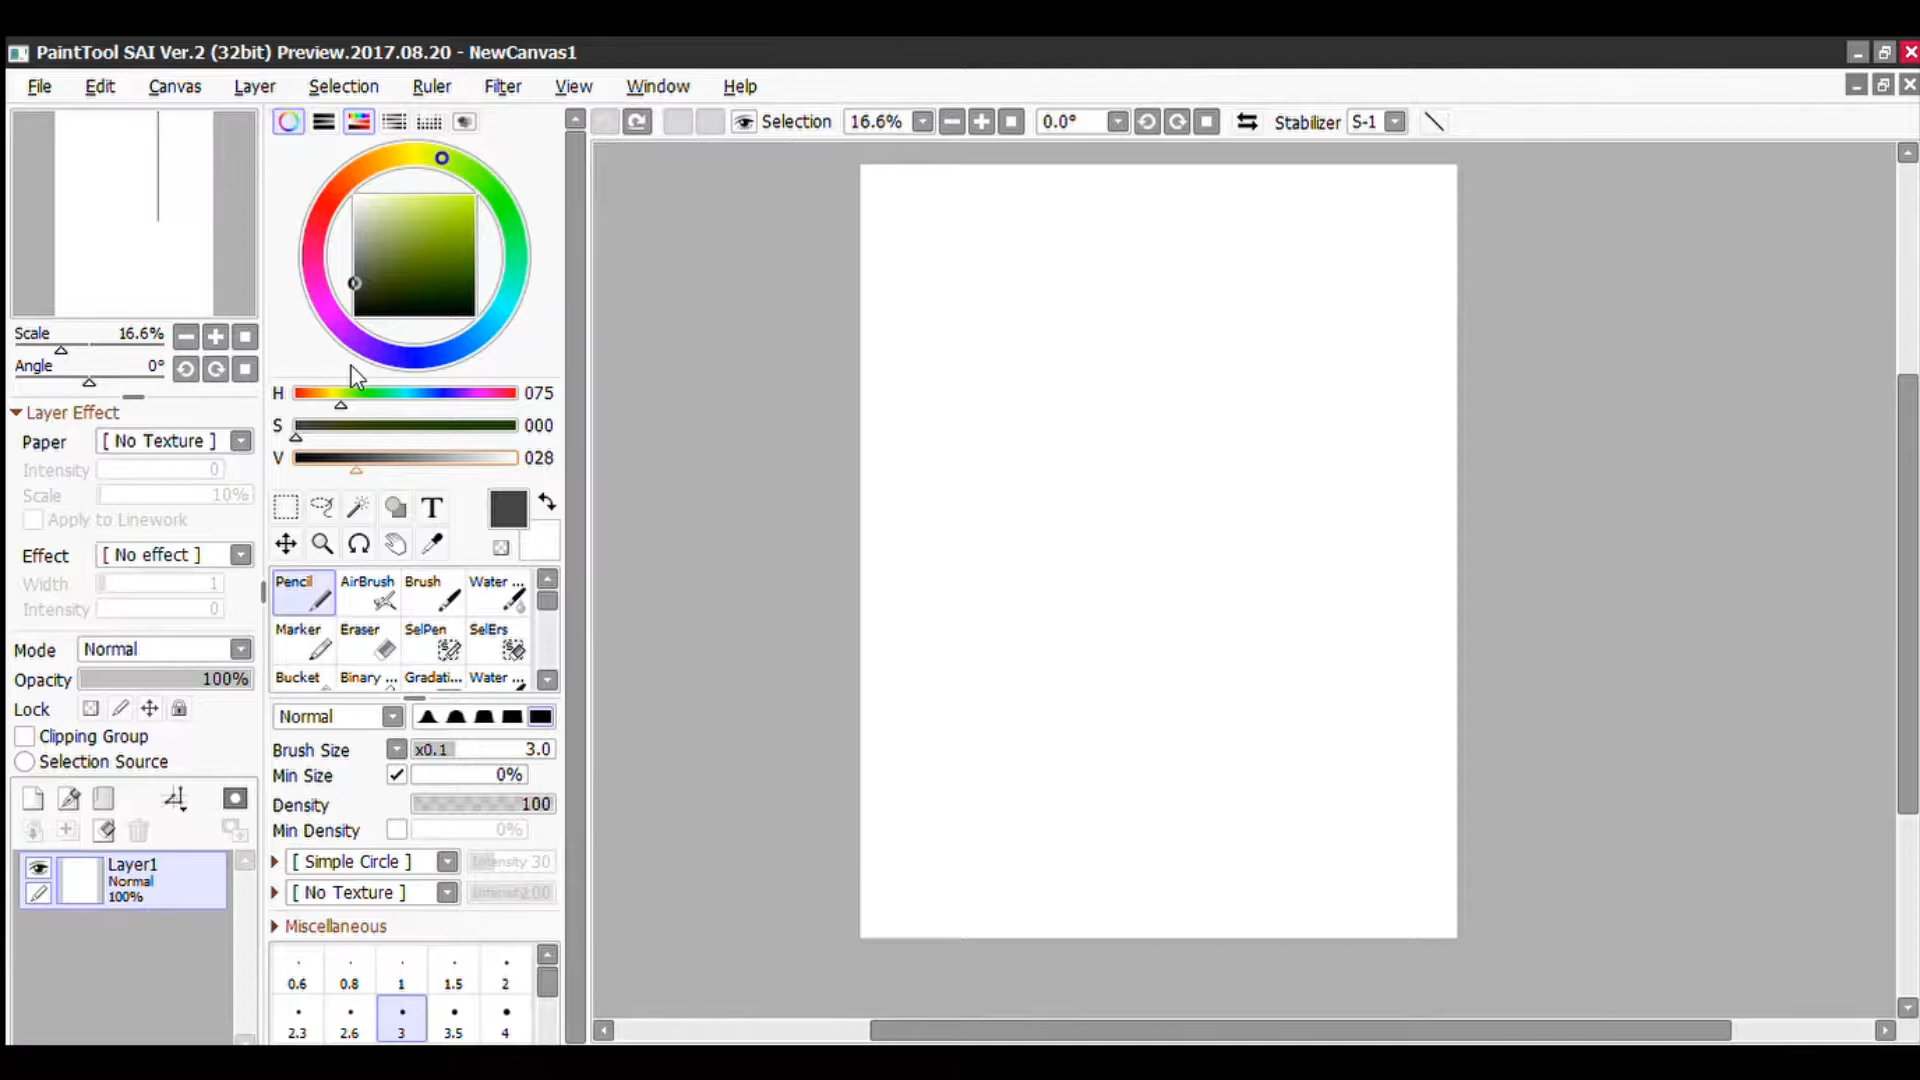 PaintTool SAI Ver.2 (32bit) Preview.2017.08.20 - NewCanvas1
File Edit Canvas Layer Selection Ruler Filter View Window Help
Selection 16.6% 0.0° Stabilizer S-1
Scale 16.6%
Angle 0°
Layer Effect
Paper [ No Texture ]
Intensity 0
Scale 10%
Apply to Linework
Effect [ No effect ]
Width 1
Intensity 0
Mode Normal
Opacity 100%
Lock
Clipping Group
Selection Source
Layer1
Normal
100%
H 075
S 000
V 028
T
Pencil AirBrush Brush Water ...
Marker Eraser SelPen SelErs
Bucket Binary ... Gradati... Water ...
Normal
Brush Size x0.1 3.0
Min Size 0%
Density 100
Min Density 0%
[ Simple Circle ] Intensity 30
[ No Texture ]
Miscellaneous
0.6 0.8 1 1.5 2
2.3 2.6 3 3.5 4